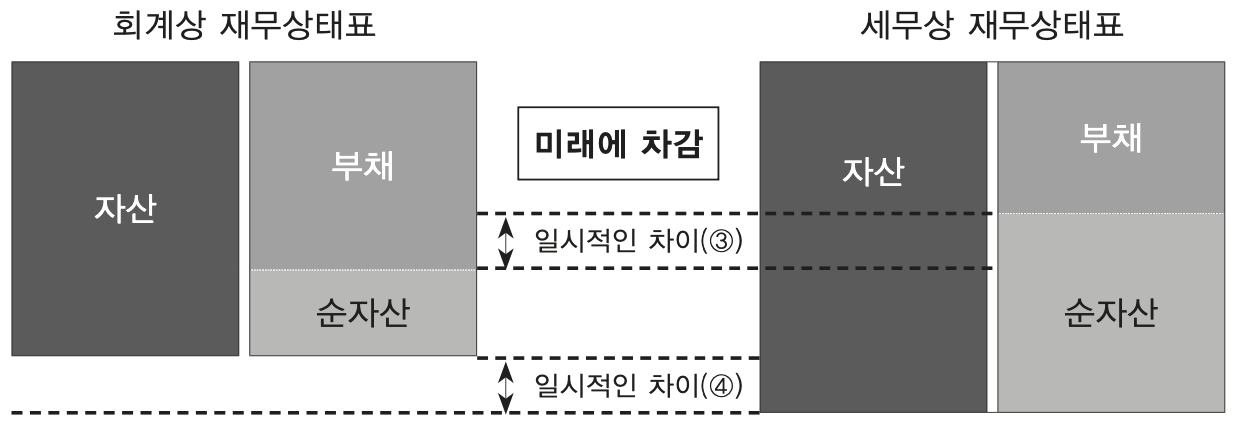 회계상 재무상태표
세무상 재무상태표
자산
부채
순자산
미래에 차감
일시적인 차이(③)
일시적인 차이(④)
자산
부채
순자산